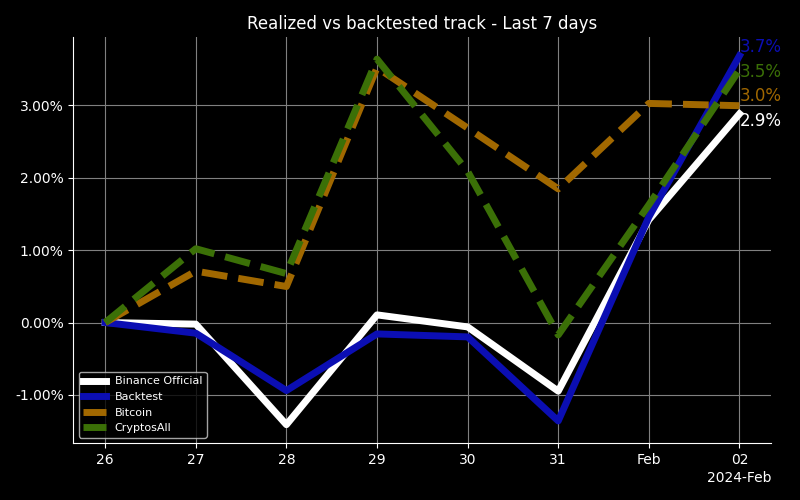 Realized vs backtested track - Last 7 days
3.7%
3.5%
3.0%
2.9%
3.00%
2.00%
1.00%
0.00%
-1.00%
Binance Official
Backtest
Bitcoin
CryptosAll
26 27 28 29 30 31 Feb 02
2024-Feb